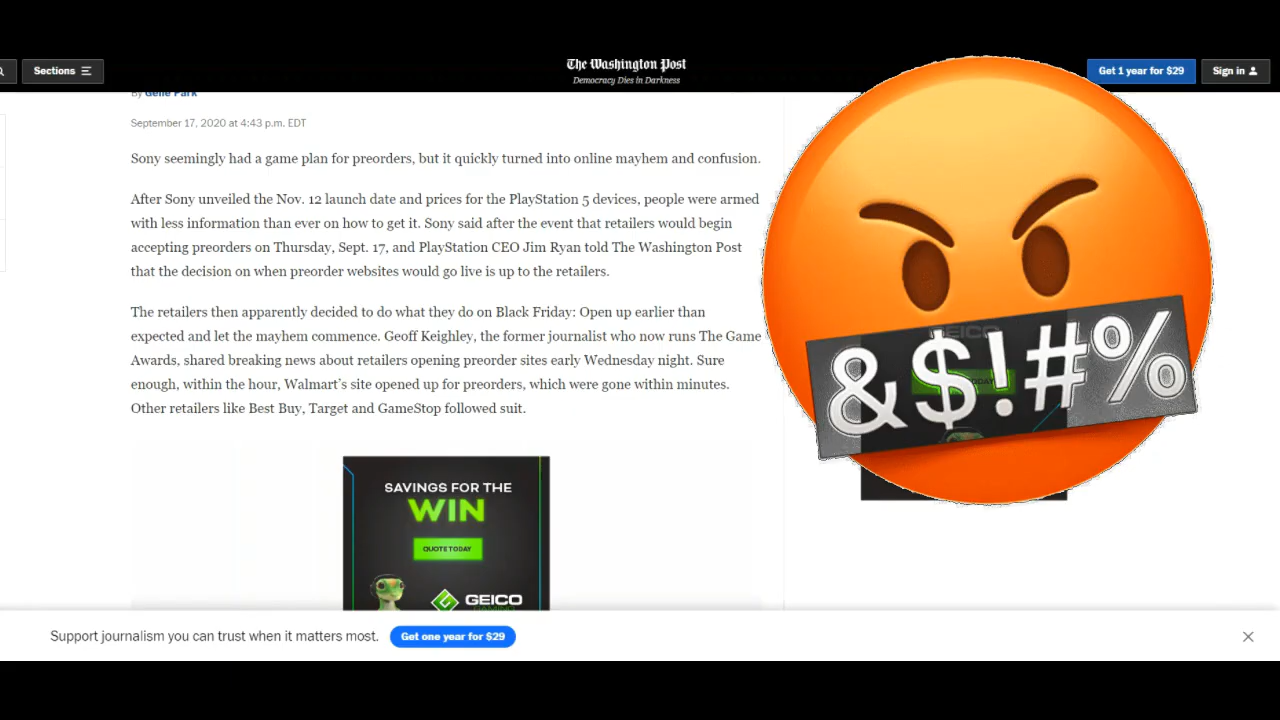 Sections
The Washington Post
Democracy Dies in Darkness
Get 1 year for $29
Sign in
By Gene Park
September 17, 2020 at 4:43 p.m. EDT
Sony seemingly had a game plan for preorders, but it quickly turned into online mayhem and confusion.
After Sony unveiled the Nov. 12 launch date and prices for the PlayStation 5 devices, people were armed
with less information than ever on how to get it. Sony said after the event that retailers would begin
accepting preorders on Thursday, Sept. 17, and PlayStation CEO Jim Ryan told The Washington Post
that the decision on when preorder websites would go live is up to the retailers.
The retailers then apparently decided to do what they do on Black Friday: Open up earlier than
expected and let the mayhem commence. Geoff Keighley, the former journalist who now runs The Game
Awards, shared breaking news about retailers opening preorder sites early Wednesday night. Sure
enough, within the hour, Walmart’s site opened up for preorders, which were gone within minutes.
Other retailers like Best Buy, Target and GameStop followed suit.
GEICO
&$!#%
TODAY
SAVINGS FOR THE
WIN
QUOTE TODAY
GEICO
GAMING
Support journalism you can trust when it matters most.
Get one year for $29